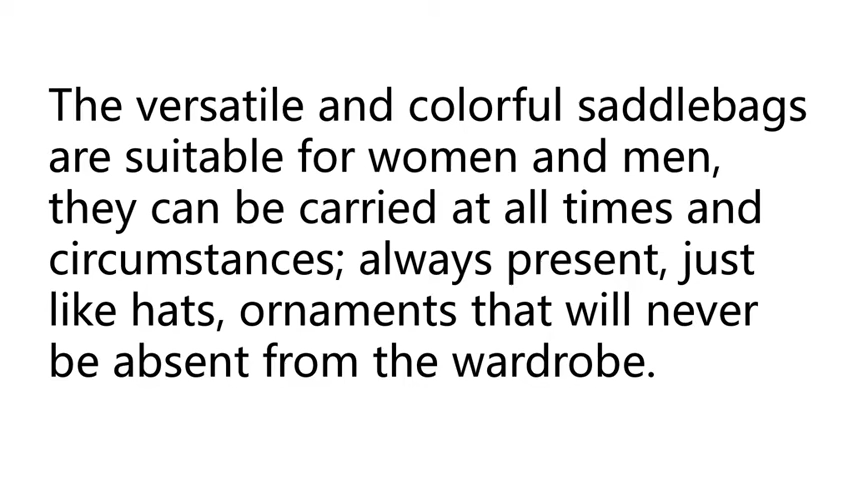 The versatile and colorful saddlebags
are suitable for women and men,
they can be carried at all times and
circumstances; always present, just
like hats, ornaments that will never
be absent from the wardrobe.